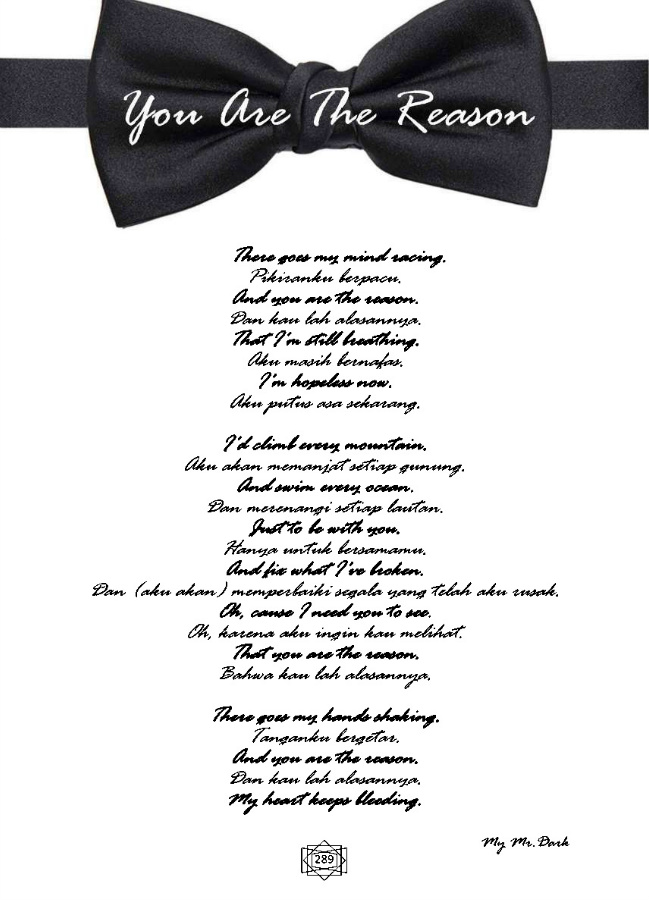 You Are The Reason
There goes my mind racing.
Pikiranku berpacu.
And you are the reason.
Dan kau lah alasannya.
That I'm still breathing.
Aku masih bernafas.
I'm hopeless now.
Aku putus asa sekarang.
I'd climb every mountain.
Aku akan memanjat setiap gunung.
And swim every ocean.
Dan merenangi setiap lautan.
Just to be with you.
Hanya untuk bersamamu.
And fix what I've broken.
Dan (aku akan) memperbaiki segala yang telah aku rusak.
Oh, cause I need you to see.
Oh, karena aku ingin kau melihat.
That you are the reason.
Bahwa kau lah alasannya.
There goes my hands shaking.
Tanganku bergetar.
And you are the reason.
Dan kau lah alasannya.
My heart keeps bleeding.
My Mr. Dark
289